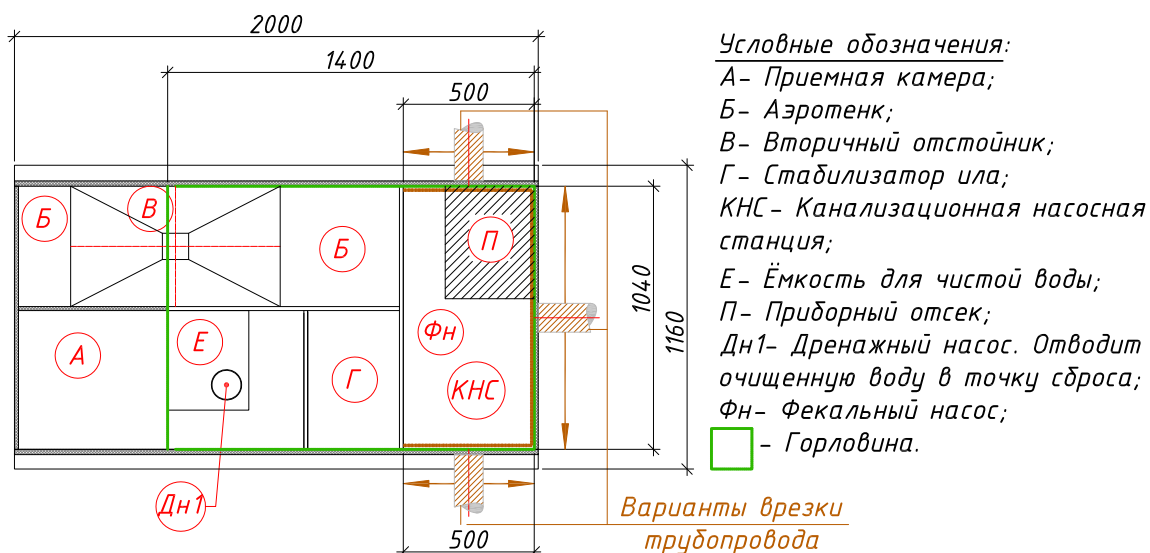 2000
1400
500
Условные обозначения:
А- Приемная камера;
Б- Аэротенк;
В- Вторичный отстойник;
Г- Стабилизатор ила;
КНС- Канализационная насосная
станция;
Е- Ёмкость для чистой воды;
П- Приборный отсек;
Дн1- Дренажный насос. Отводит
очищенную воду в точку сброса;
Фн- Фекальный насос;
- Горловина.
Б
В
Б
П
А
Е
Г
Фн
КНС
1040
1160
Дн1
500
Варианты врезки
трубопровода